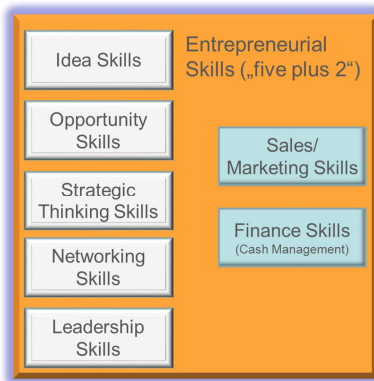 Entrepreneurial
Skills („five plus 2“)
Idea Skills
Opportunity
Skills
Strategic
Thinking Skills
Networking
Skills
Leadership
Skills
Sales/
Marketing Skills
Finance Skills
(Cash Management)